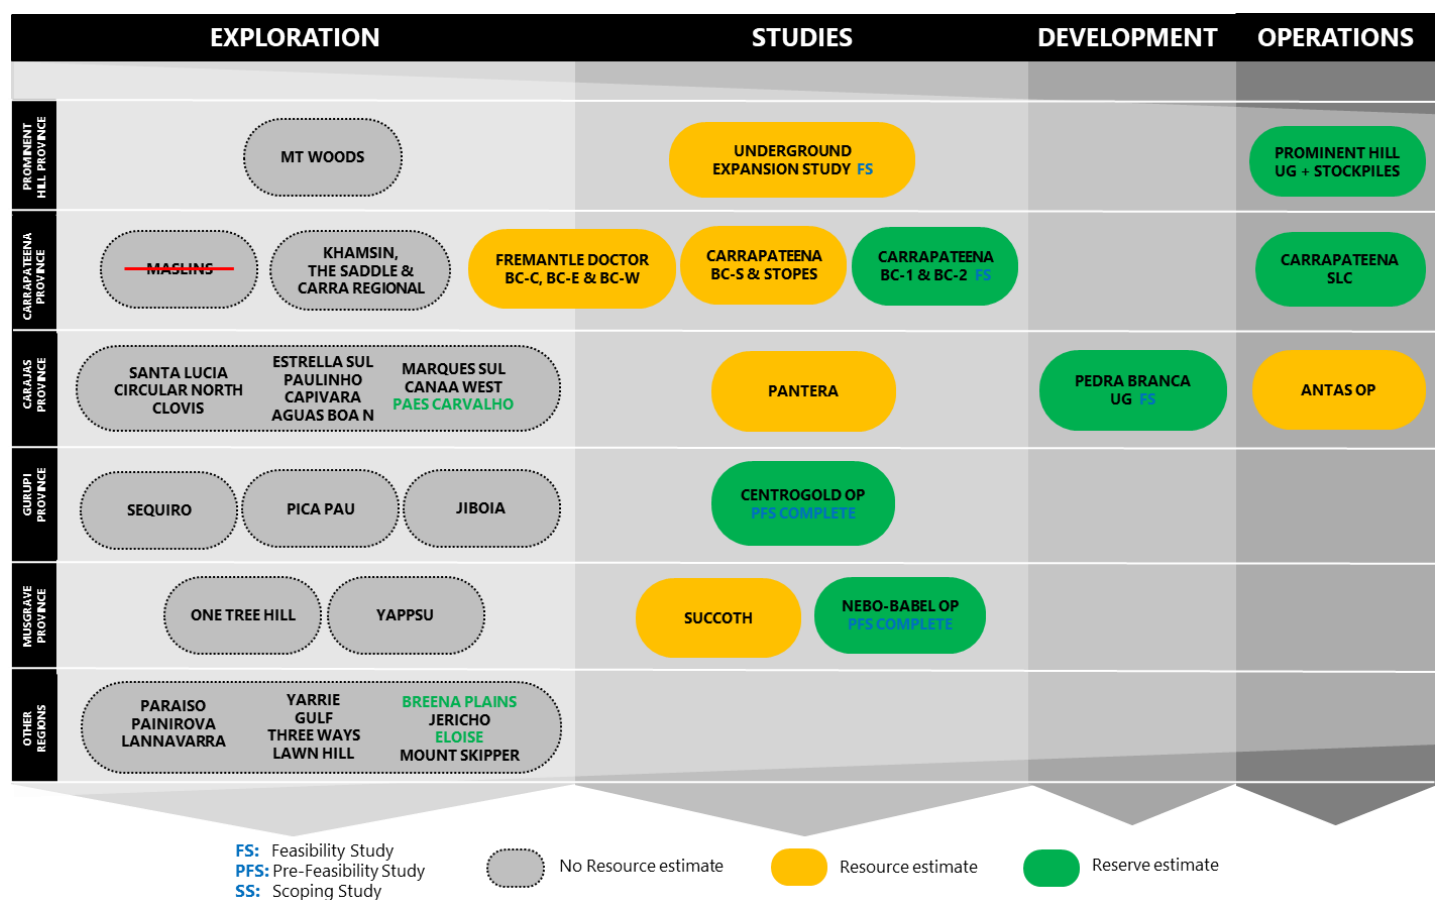 EXPLORATION
STUDIES
DEVELOPMENT
OPERATIONS
PROMINENT
HILL PROVINCE
MT WOODS
UNDERGROUND
EXPANSION STUDY FS
PROMINENT HILL
UG + STOCKPILES
CARRAPATEENA
PROVINCE
MASLINS
KHAMSIN,
THE SADDLE &
CARRA REGIONAL
FREMANTLE DOCTOR
BC-C, BC-E & BC-W
CARRAPATEENA
BC-S & STOPES
CARRAPATEENA
BC-1 & BC-2 FS
CARRAPATEENA
SLC
CARAJAS
PROVINCE
SANTA LUCIA
CIRCULAR NORTH
CLOVIS
ESTRELLA SUL
PAULINHO
CAPIVARA
AGUAS BOA N
MARQUES SUL
CANAA WEST
PAES CARVALHO
PANTERA
PEDRA BRANCA
UG FS
ANTAS OP
GURUPI
PROVINCE
SEQUIRO
PICA PAU
JIBOIA
CENTROGOLD OP
PFS COMPLETE
MUSGRAVE
PROVINCE
ONE TREE HILL
YAPPSU
SUCCOTH
NEBO-BABEL OP
PFS COMPLETE
OTHER
REGIONS
PARAISO
PAINIROVA
LANNAVARRA
YARRIE
GULF
THREE WAYS
LAWN HILL
BREENA PLAINS
JERICHO
ELOISE
MOUNT SKIPPER
FS: Feasibility Study
PFS: Pre-Feasibility Study
SS: Scoping Study
No Resource estimate
Resource estimate
Reserve estimate